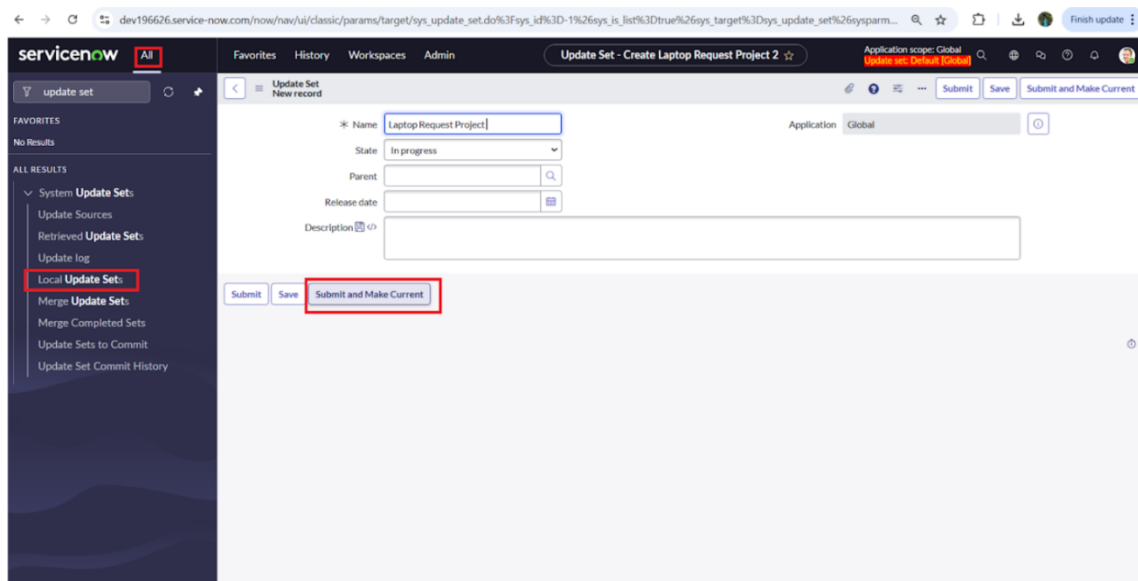 dev196626.service-now.com/now/nav/ui/classic/params/target/sys_update_set.do%3Fsys_id%3D-1%26sys_is_list%3Dtrue%26sys_target%3Dsys_update_set%26sysparm...
Finish update
servicenow
All
Favorites
History
Workspaces
Admin
Update Set - Create Laptop Request Project 2
Application scope: Global
Update set: Default [Global]
update set
FAVORITES
No Results
ALL RESULTS
System Update Sets
Update Sources
Retrieved Update Sets
Update log
Local Update Sets
Merge Update Sets
Merge Completed Sets
Update Sets to Commit
Update Set Commit History
Update Set
New record
Submit
Save
Submit and Make Current
Name
Laptop Request Project
Application
Global
State
In progress
Parent
Release date
Description
Submit
Save
Submit and Make Current